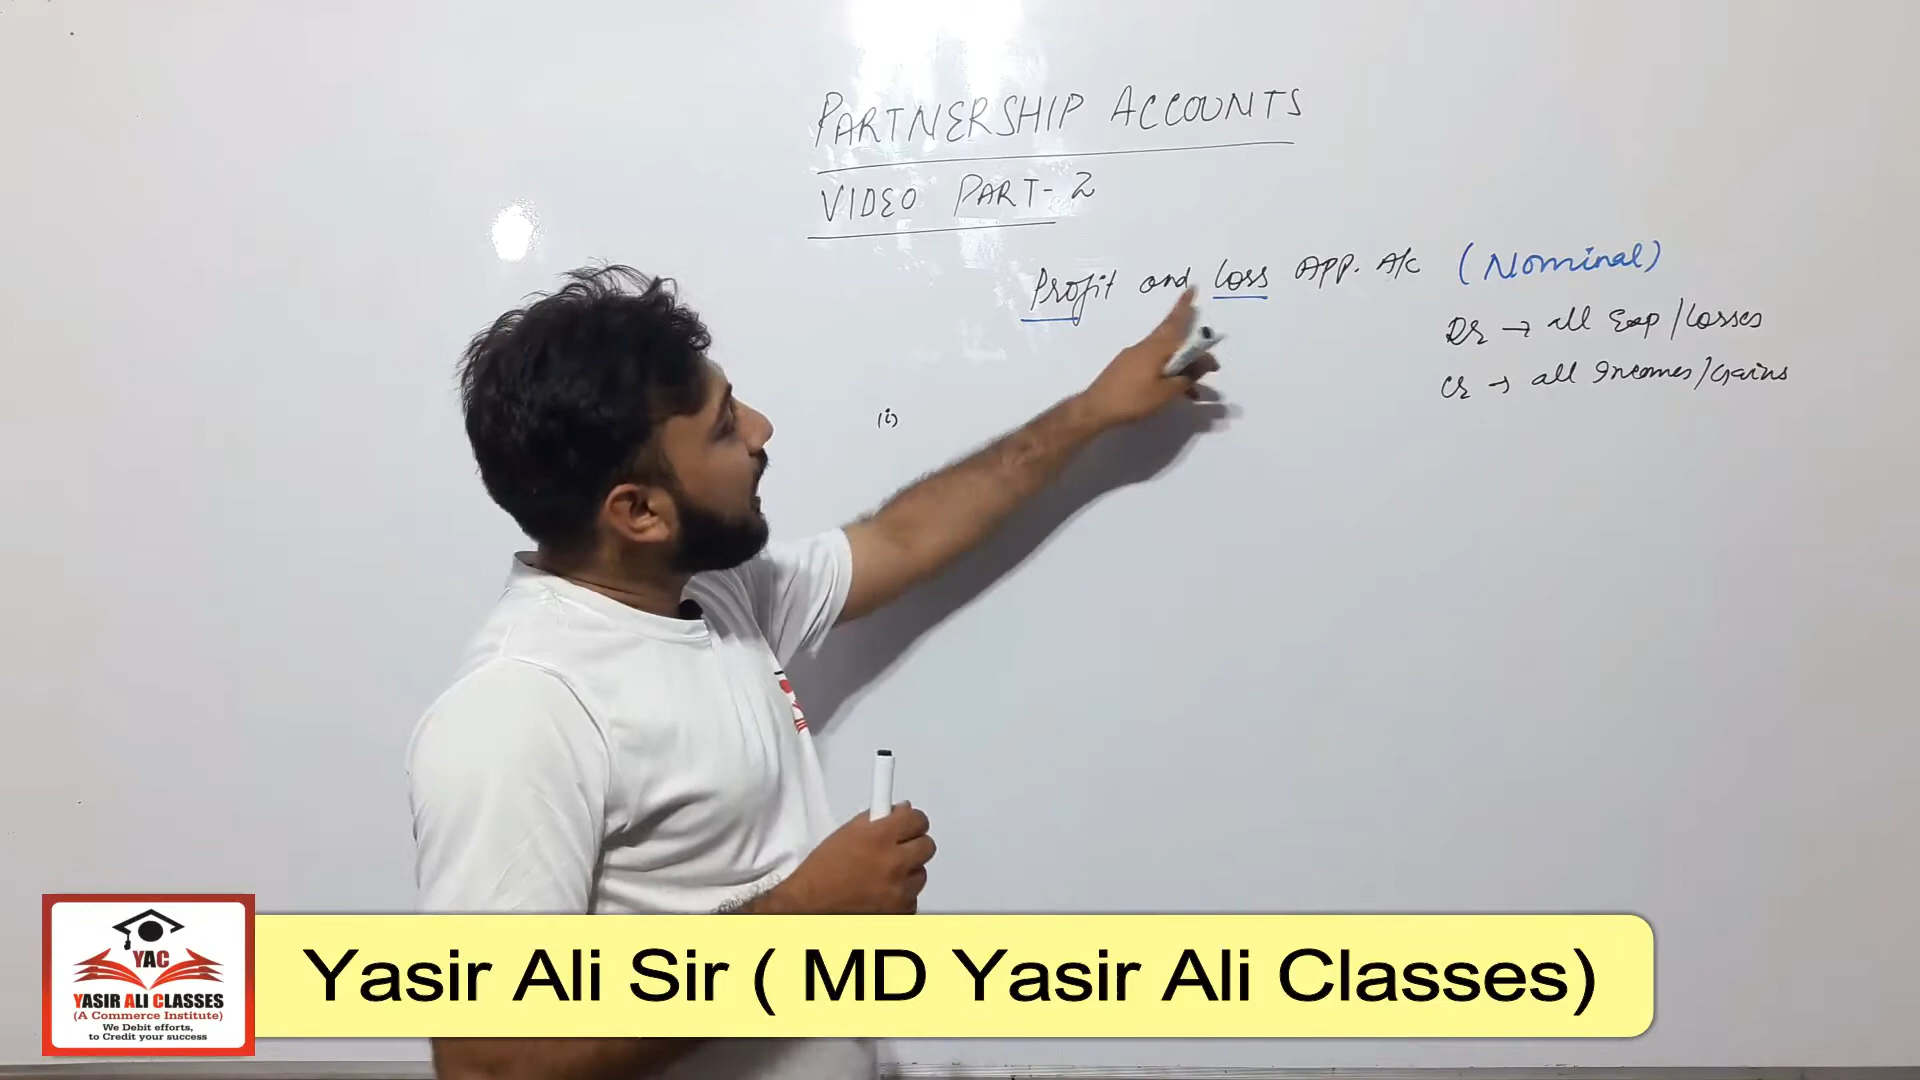 PARTNERSHIP ACCOUNTS
VIDEO PART-2
Profit and Loss APP. A/c (Nominal)
Dr → all Exp/Losses
Cr → all Incomes/Gains
(i)
YAC
YASIR ALI CLASSES
(A Commerce Institute)
We Debit efforts,
to Credit your success
Yasir Ali Sir ( MD Yasir Ali Classes)